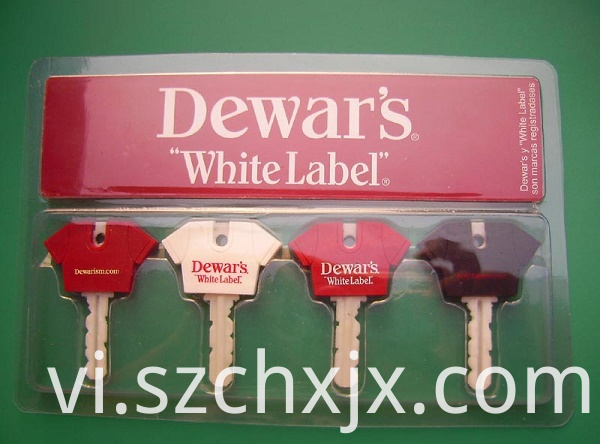 Dewar's®
"White Label"®
Dewar's y "White Label"
son marcas registradases
Dewarism.com
Dewar's
"White Label"
Dewar's
"White Label"
vi.szchxjx.com